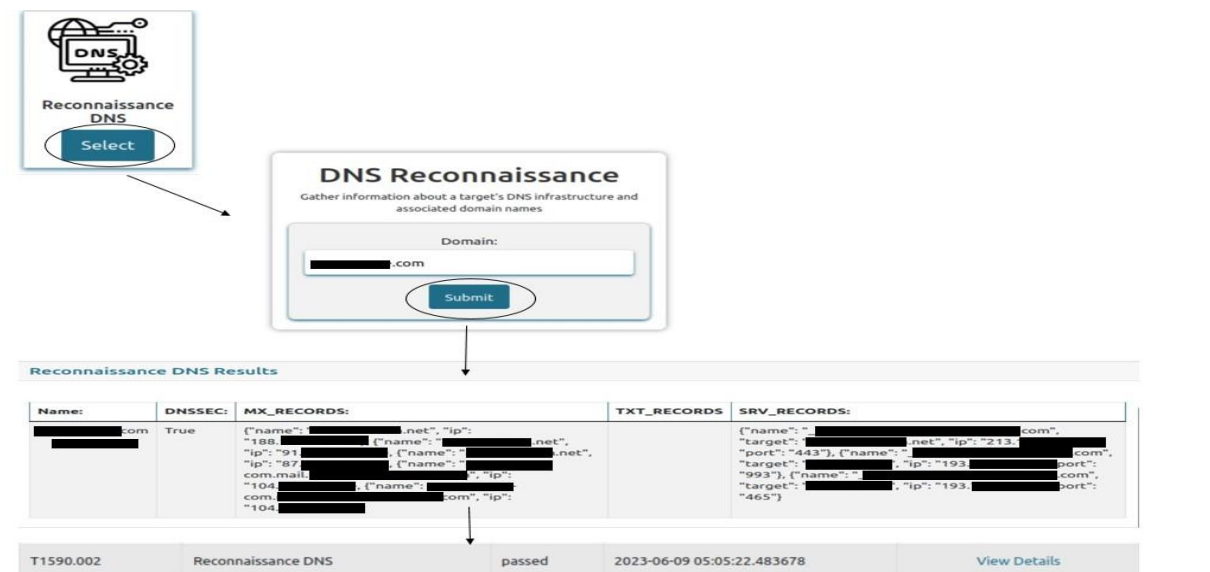 DNS
Reconnaissance
DNS
Select
DNS Reconnaissance
Gather information about a target's DNS infrastructure and
associated domain names
Domain:
.com
Submit
Reconnaissance DNS Results
Name: DNSSEC: MX_RECORDS: TXT_RECORDS SRV_RECORDS:
com True {"name": " .net", "ip": {"name": "_ com",
"188. {"name": " .net", "target": .net", "ip": "213.
"ip": "91. , {"name": " .net", "port": "443"}, {"name": "_ com",
"ip": "87. , {"name": " "target": , "ip": "193. port":
com.mail. ", "ip": "993"}, {"name": "_ .com",
"104. , {"name": "target": ' , "ip": "193. port":
com. com", "ip": "465"}
"104.
T1590.002 Reconnaissance DNS passed 2023-06-09 05:05:22.483678 View Details